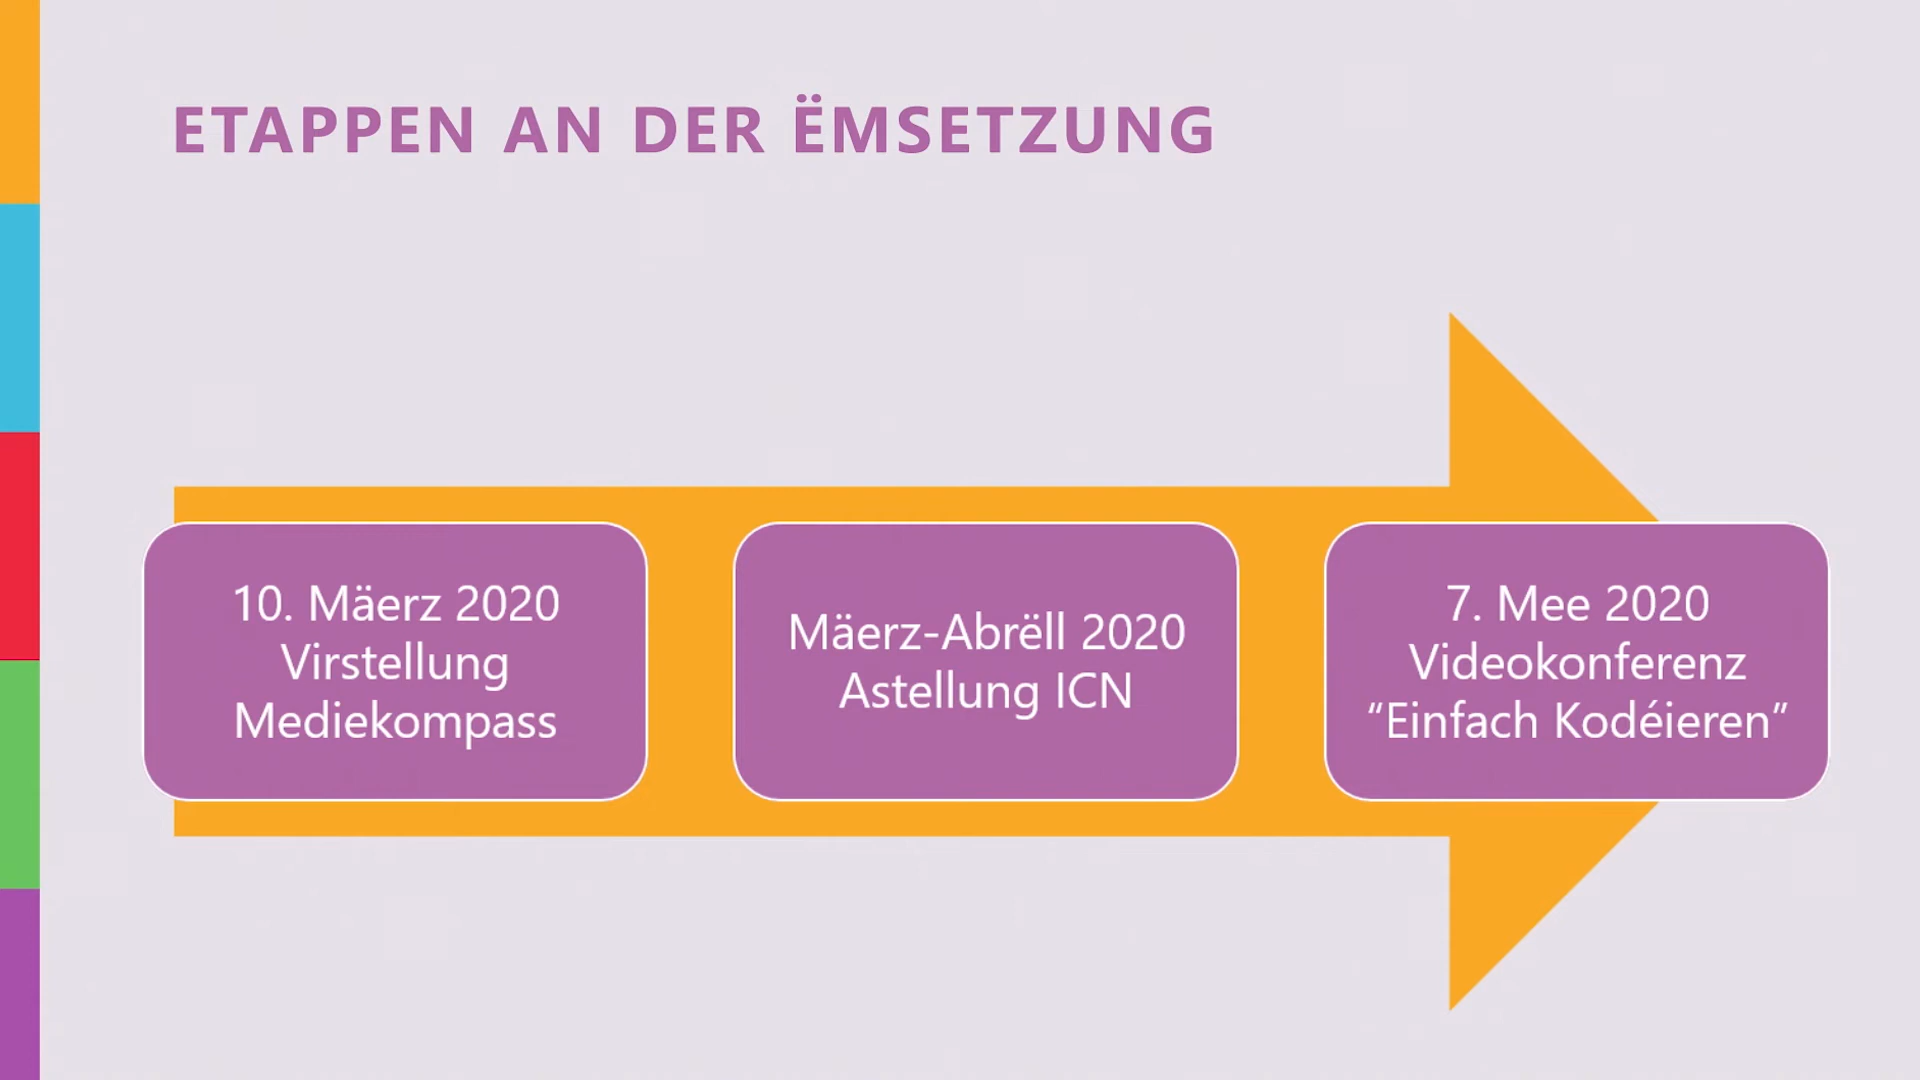 ETAPPEN AN DER ËMSETZUNG
10. Mäerz 2020
Virstellung
Mediekompass
Mäerz-Abrëll 2020
Astellung ICN
7. Mee 2020
Videokonferenz
“Einfach Kodéieren”